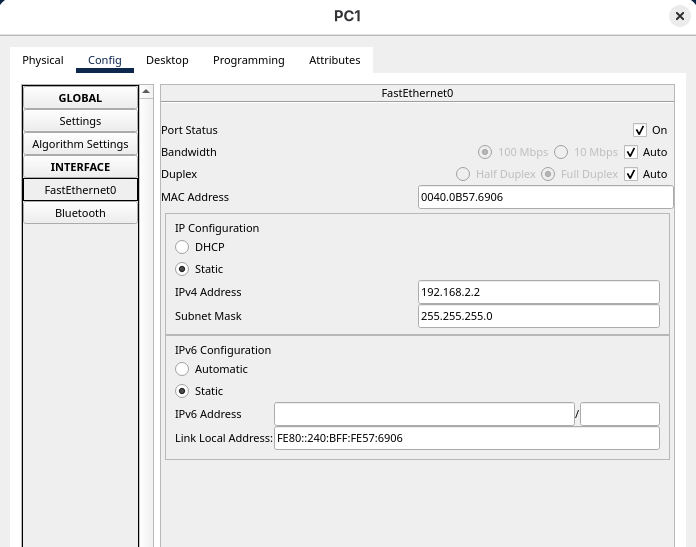 PC1
Physical Config Desktop Programming Attributes
GLOBAL
Settings
Algorithm Settings
INTERFACE
FastEthernet0
Bluetooth
FastEthernet0
Port Status On
Bandwidth 100 Mbps 10 Mbps Auto
Duplex Half Duplex Full Duplex Auto
MAC Address 0040.0B57.6906
IP Configuration
DHCP
Static
IPv4 Address 192.168.2.2
Subnet Mask 255.255.255.0
IPv6 Configuration
Automatic
Static
IPv6 Address /
Link Local Address: FE80::240:BFF:FE57:6906